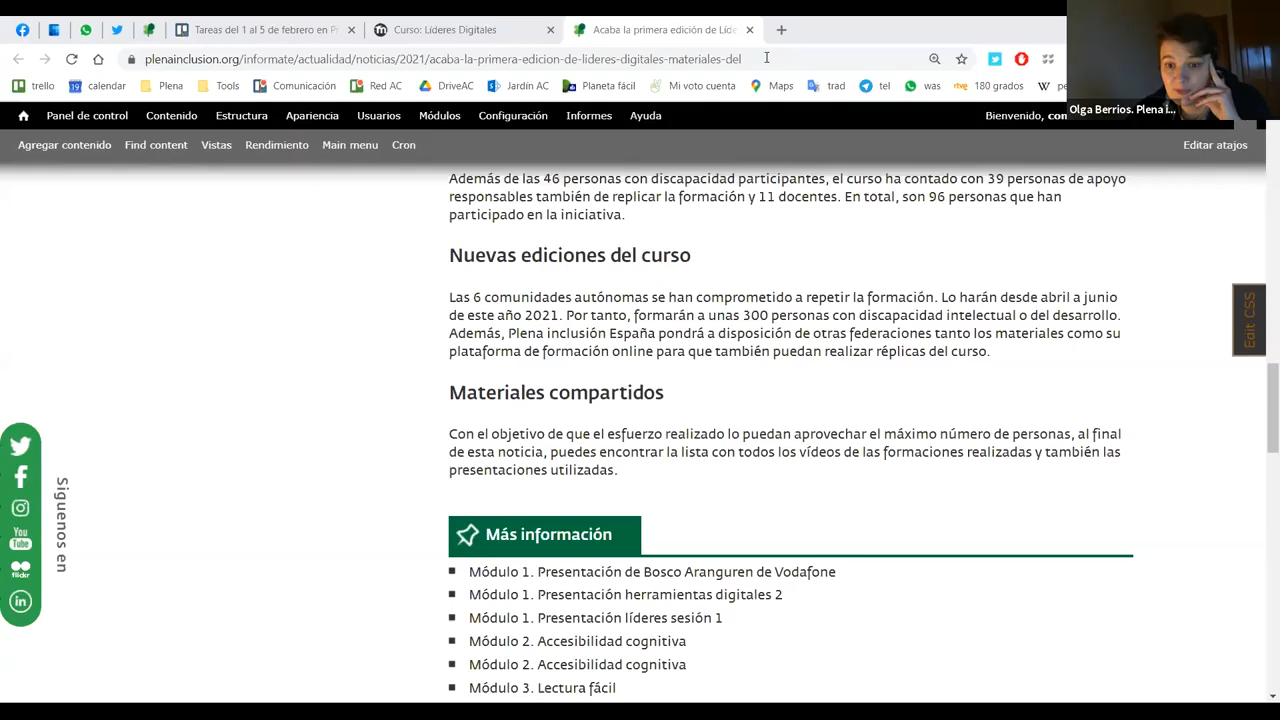 Tareas del 1 al 5 de febrero en Pr
Curso: Líderes Digitales
Acaba la primera edición de Líde
plenainclusion.org/informate/actualidad/noticias/2021/acaba-la-primera-edicion-de-lideres-digitales-materiales-del
trello calendar Plena Tools Comunicación Red AC DriveAC Jardín AC Planeta fácil Mi voto cuenta Maps trad tel was 180 grados pe
Olga Berrios. Plena i...
Panel de control Contenido Estructura Apariencia Usuarios Módulos Configuración Informes Ayuda Bienvenido, com
Agregar contenido Find content Vistas Rendimiento Main menu Cron Editar atajos
Además de las 46 personas con discapacidad participantes, el curso ha contado con 39 personas de apoyo
responsables también de replicar la formación y 11 docentes. En total, son 96 personas que han
participado en la iniciativa.
Nuevas ediciones del curso
Las 6 comunidades autónomas se han comprometido a repetir la formación. Lo harán desde abril a junio
de este año 2021. Por tanto, formarán a unas 300 personas con discapacidad intelectual o del desarrollo.
Además, Plena inclusión España pondrá a disposición de otras federaciones tanto los materiales como su
plataforma de formación online para que también puedan realizar réplicas del curso.
Edit CSS
Materiales compartidos
Con el objetivo de que el esfuerzo realizado lo puedan aprovechar el máximo número de personas, al final
de esta noticia, puedes encontrar la lista con todos los vídeos de las formaciones realizadas y también las
presentaciones utilizadas.
Síguenos en
You Tube
flickr
Más información
Módulo 1. Presentación de Bosco Aranguren de Vodafone
Módulo 1. Presentación herramientas digitales 2
Módulo 1. Presentación líderes sesión 1
Módulo 2. Accesibilidad cognitiva
Módulo 2. Accesibilidad cognitiva
Módulo 3. Lectura fácil